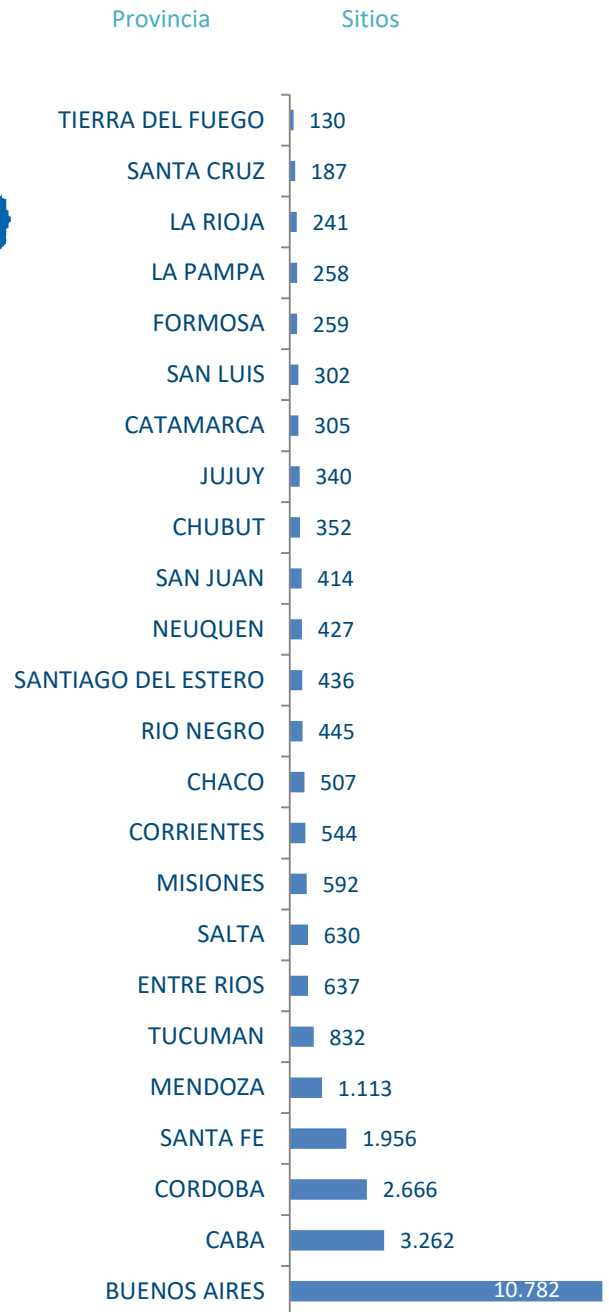 Provincia Sitios
TIERRA DEL FUEGO 130
SANTA CRUZ 187
LA RIOJA 241
LA PAMPA 258
FORMOSA 259
SAN LUIS 302
CATAMARCA 305
JUJUY 340
CHUBUT 352
SAN JUAN 414
NEUQUEN 427
SANTIAGO DEL ESTERO 436
RIO NEGRO 445
CHACO 507
CORRIENTES 544
MISIONES 592
SALTA 630
ENTRE RIOS 637
TUCUMAN 832
MENDOZA 1.113
SANTA FE 1.956
CORDOBA 2.666
CABA 3.262
BUENOS AIRES 10.782